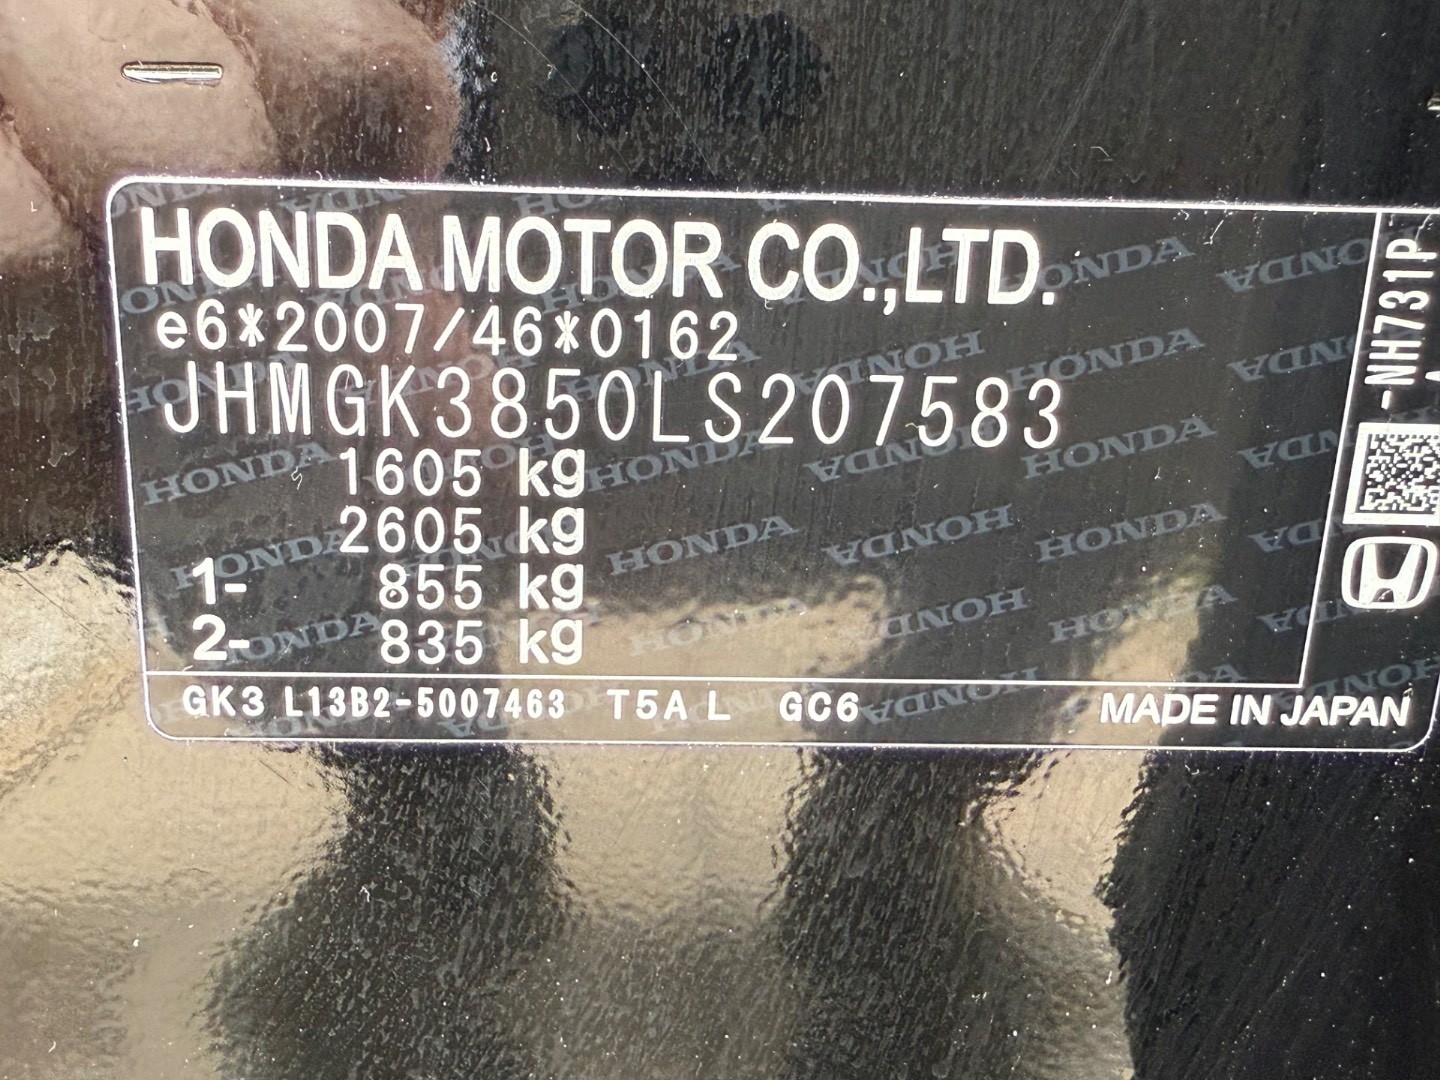 HONDA MOTOR CO.,LTD.
e6*2007/46*0162
JHMGK3850LS207583
1605 kg
2605 kg
1- 855 kg
2- 835 kg
GK3 L13B2-5007463 T5A L GC6 MADE IN JAPAN
-NH731P